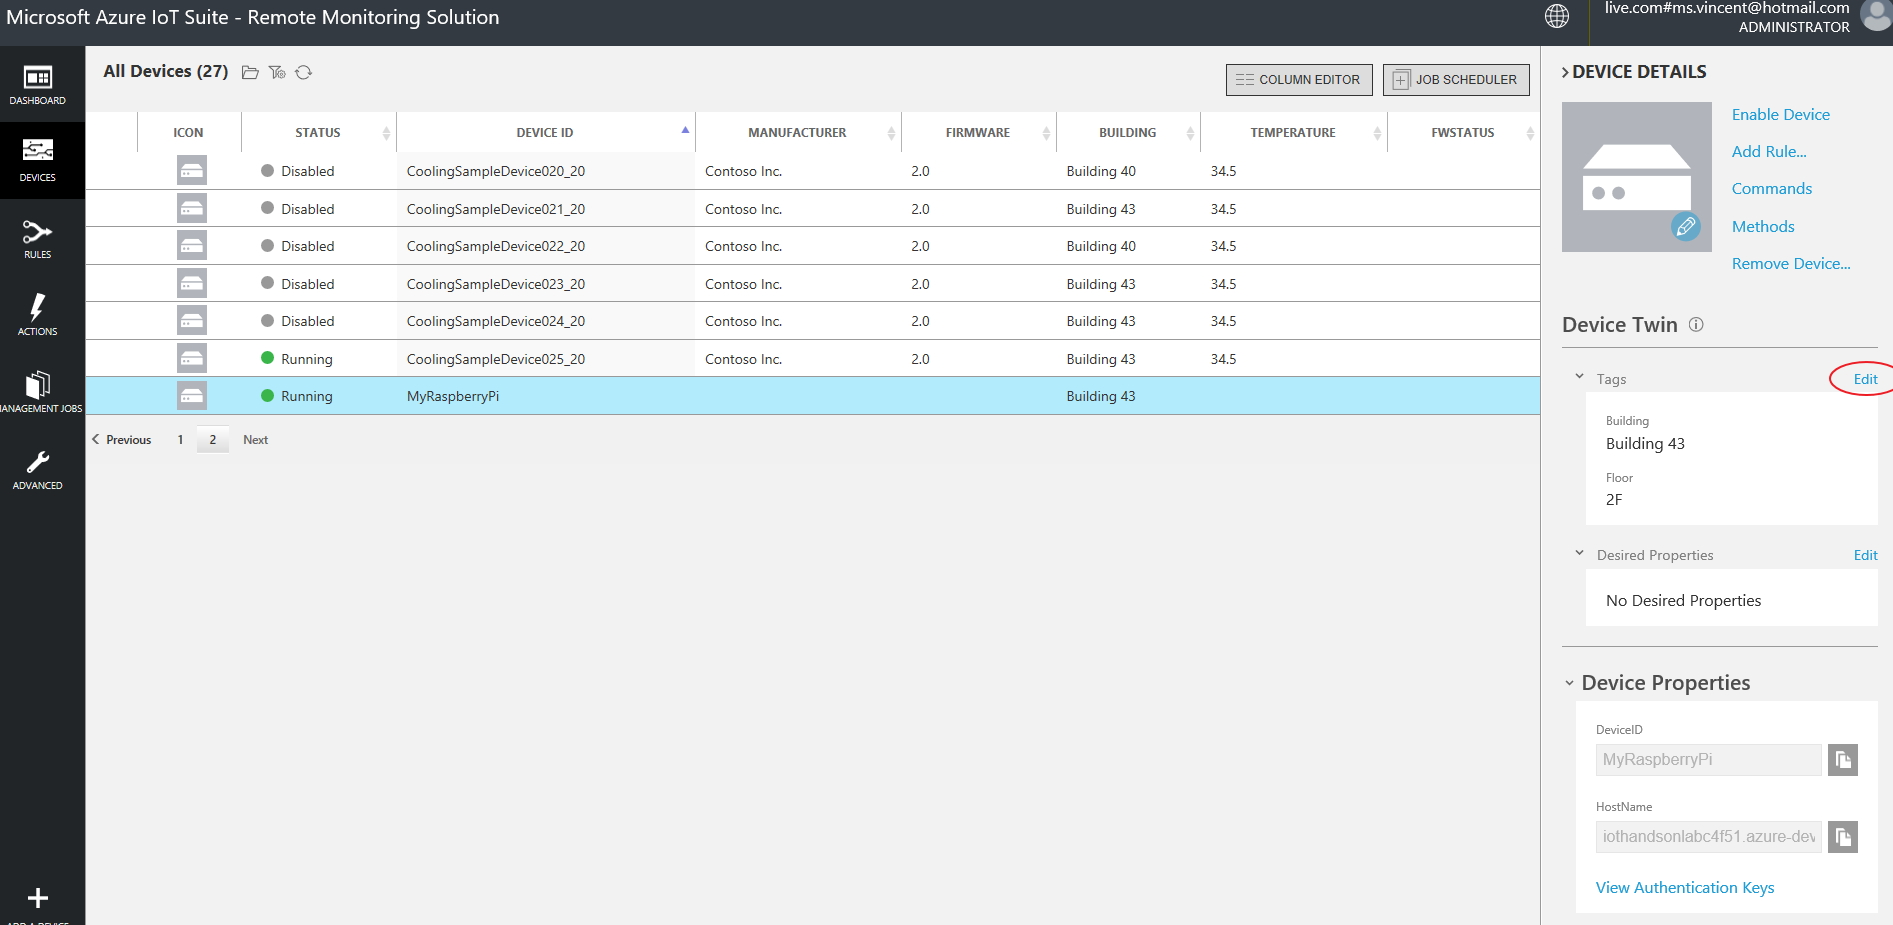 Microsoft Azure IoT Suite - Remote Monitoring Solution
live.com#ms.vincent@hotmail.com
ADMINISTRATOR
DASHBOARD
DEVICES
RULES
ACTIONS
ANAGEMENT JOBS
ADVANCED
All Devices (27)
COLUMN EDITOR
JOB SCHEDULER
ICON STATUS DEVICE ID MANUFACTURER FIRMWARE BUILDING TEMPERATURE FWSTATUS
Disabled CoolingSampleDevice020_20 Contoso Inc. 2.0 Building 40 34.5
Disabled CoolingSampleDevice021_20 Contoso Inc. 2.0 Building 43 34.5
Disabled CoolingSampleDevice022_20 Contoso Inc. 2.0 Building 40 34.5
Disabled CoolingSampleDevice023_20 Contoso Inc. 2.0 Building 43 34.5
Disabled CoolingSampleDevice024_20 Contoso Inc. 2.0 Building 43 34.5
Running CoolingSampleDevice025_20 Contoso Inc. 2.0 Building 43 34.5
Running MyRaspberryPi Building 43
Previous 1 2 Next
DEVICE DETAILS
Enable Device
Add Rule...
Commands
Methods
Remove Device...
Device Twin
Tags Edit
Building
Building 43
Floor
2F
Desired Properties Edit
No Desired Properties
Device Properties
DeviceID
MyRaspberryPi
HostName
iothandsonlabc4f51.azure-dev
View Authentication Keys